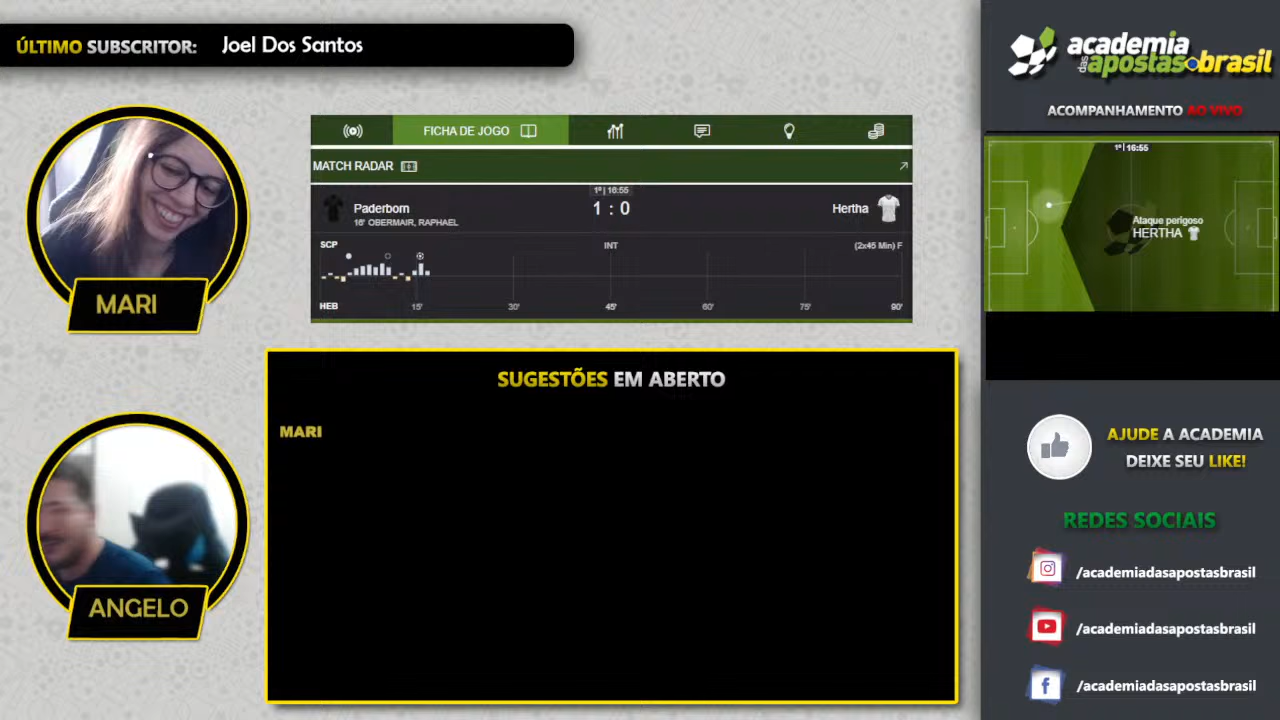 ÚLTIMO SUBSCRITOR: Joel Dos Santos
MARI
FICHA DE JOGO
MATCH RADAR
1ª | 16:55
Paderborn 1 : 0 Hertha
16' OBERMAIR, RAPHAEL
SCP INT (2x45 Min) F
HEB 15' 30' 45' 60' 75' 90'
SUGESTÕES EM ABERTO
MARI
ANGELO
academia
das apostas brasil
ACOMPANHAMENTO AO VIVO
1ª | 16:55
Ataque perigoso
HERTHA
AJUDE A ACADEMIA
DEIXE SEU LIKE!
REDES SOCIAIS
/academiadasapostasbrasil
/academiadasapostasbrasil
/academiadasapostasbrasil